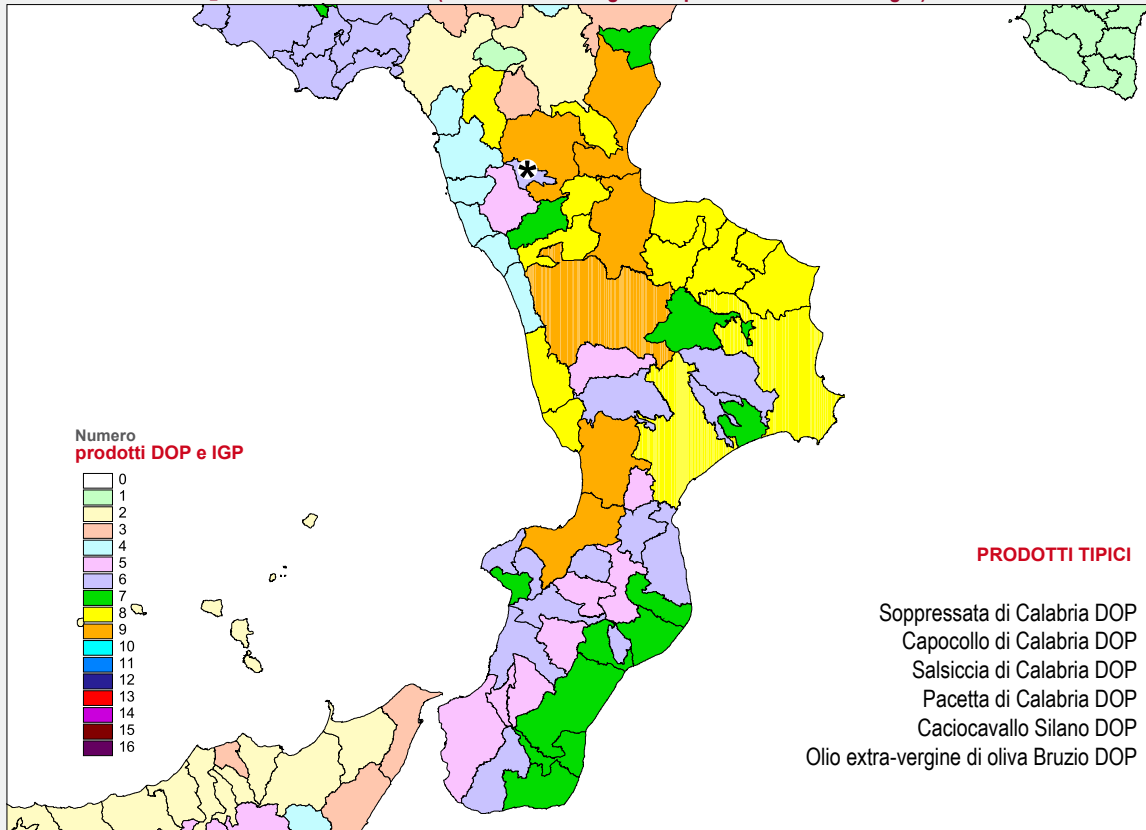 Numero
prodotti DOP e IGP
0
1
2
3
4
5
6
7
8
9
10
11
12
13
14
15
16
*
PRODOTTI TIPICI
Soppressata di Calabria DOP
Capocollo di Calabria DOP
Salsiccia di Calabria DOP
Pacetta di Calabria DOP
Caciocavallo Silano DOP
Olio extra-vergine di oliva Bruzio DOP